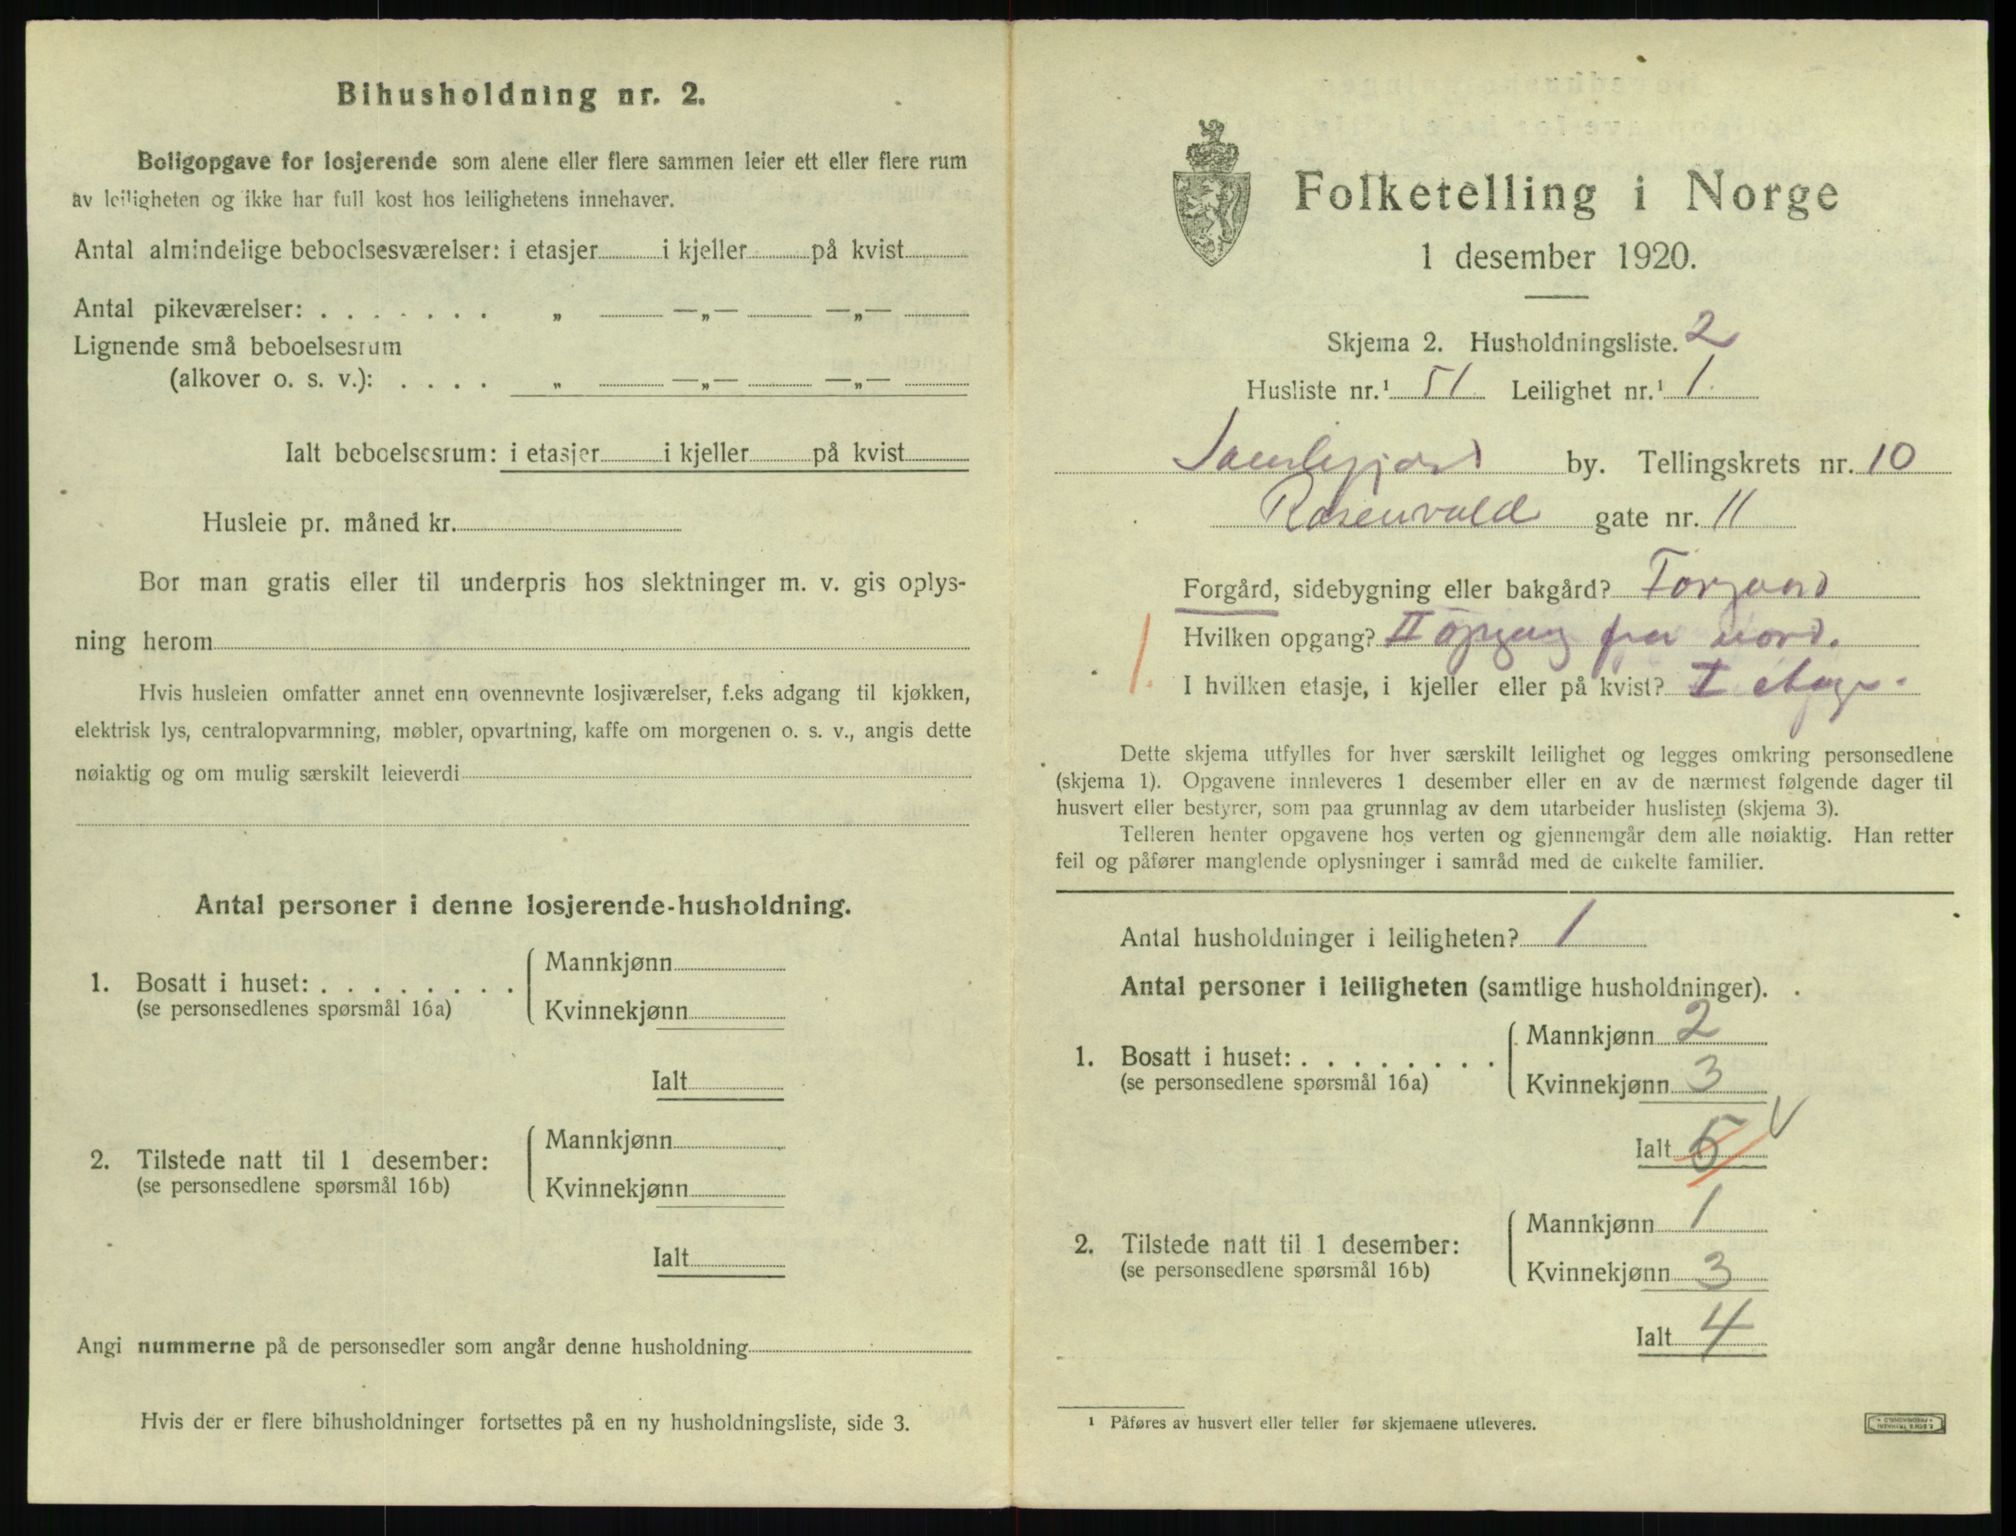 Bihusholdning nr. 2.
Boligopgave for losjerende som alene eller flere sammen leier ett eller flere rum
av leiligheten og ikke har full kost hos leilighetens innehaver.
Antal almindelige beboelsesværelser: i etasjer i kjeller på kvist
Antal pikeværelser: . . . . . . . „ —„— —„—
Lignende små beboelsesrum
(alkover o. s. v.): . . . . „ —„— —„—
Ialt beboelsesrum: i etasjer i kjeller på kvist
Husleie pr. måned kr.
Bor man gratis eller til underpris hos slektninger m. v. gis oplys-
ning herom
Hvis husleien omfatter annet enn ovennevnte losjiværelser, f.eks adgang til kjøkken,
elektrisk lys, centralopvarmning, møbler, opvartning, kaffe om morgenen o. s. v., angis dette
nøiaktig og om mulig særskilt leieverdi
Antal personer i denne losjerende-husholdning.
1. Bosatt i huset: . . . . . . . . Mannkjønn
(se personsedlenes spørsmål 16a) Kvinnekjønn
Ialt
2. Tilstede natt til 1 desember: Mannkjønn
(se personsedlene spørsmål 16b) Kvinnekjønn
Ialt
Angi nummerne på de personsedler som angår denne husholdning
Hvis der er flere bihusholdninger fortsettes på en ny husholdningsliste, side 3.
Folketelling i Norge
1 desember 1920.
Skjema 2. Husholdningsliste. 2
Husliste nr.¹ 51 Leilighet nr.¹ 1.
by. Tellingskrets nr. 10
Rosenvold gate nr. 11
Forgård, sidebygning eller bakgård? Forgaard
1. Hvilken opgang? II opgang fra nord.
I hvilken etasje, i kjeller eller på kvist? I etage.
Dette skjema utfylles for hver særskilt leilighet og legges omkring personsedlene
(skjema 1). Opgavene innleveres 1 desember eller en av de nærmest følgende dager til
husvert eller bestyrer, som paa grunnlag av dem utarbeider huslisten (skjema 3).
Telleren henter opgavene hos verten og gjennemgår dem alle nøiaktig. Han retter
feil og påfører manglende oplysninger i samråd med de enkelte familier.
Antal husholdninger i leiligheten? 1
Antal personer i leiligheten (samtlige husholdninger).
1. Bosatt i huset: . . . . . . . . Mannkjønn 2
(se personsedlene spørsmål 16a) Kvinnekjønn 3
Ialt 5
2. Tilstede natt til 1 desember: Mannkjønn 1
(se personsedlene spørsmål 16b) Kvinnekjønn 3
Ialt 4
¹ Påføres av husvert eller teller før skjemaene utleveres.